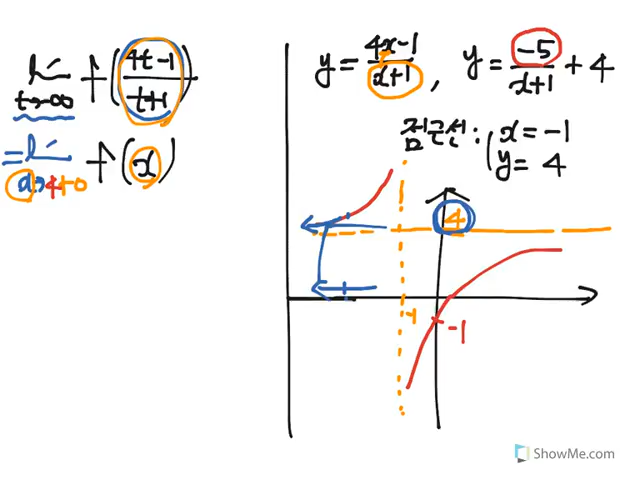 lim t→-∞ f((4t-1)/(t+1))
= lim x→4+0 f(x)
y = (4x-1)/(x+1) , y = (-5)/(x+1) + 4
점근선 : x = -1
y = 4
4
-1
-1
ShowMe.com